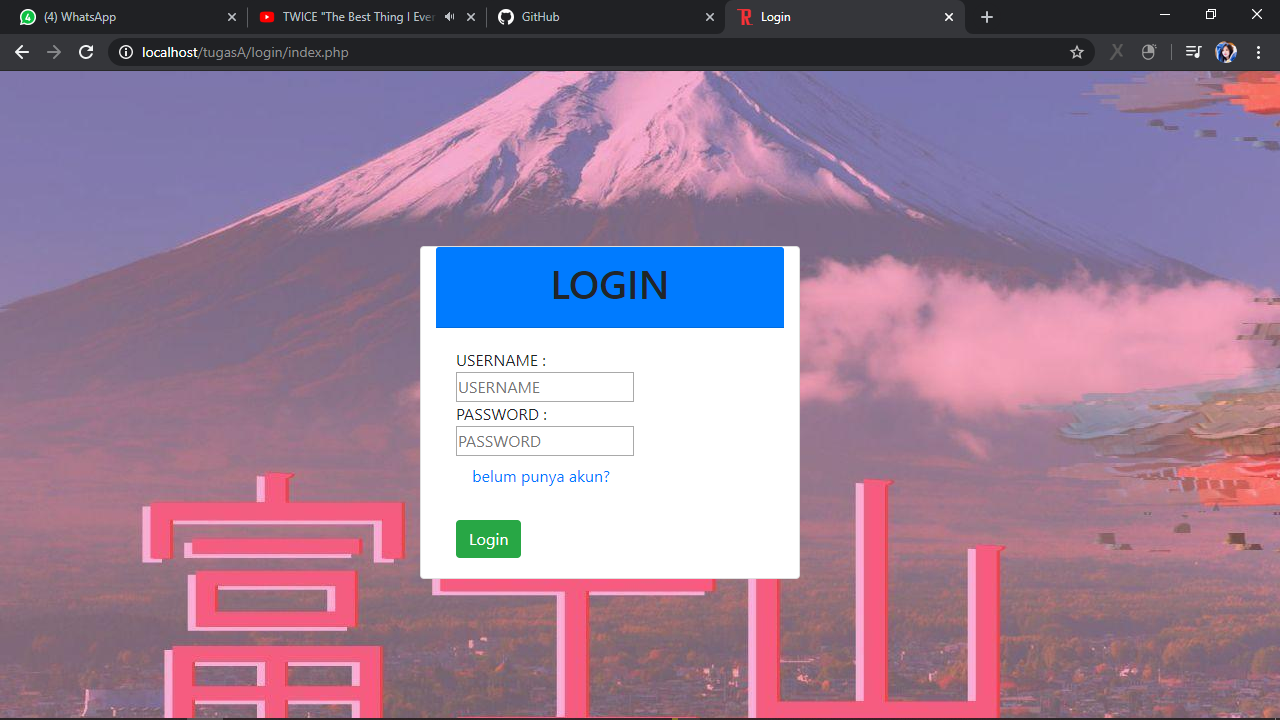 (4) WhatsApp
TWICE "The Best Thing I Ever
GitHub
Login
localhost/tugasA/login/index.php
LOGIN
USERNAME :
USERNAME
PASSWORD :
PASSWORD
belum punya akun?
Login
富士山